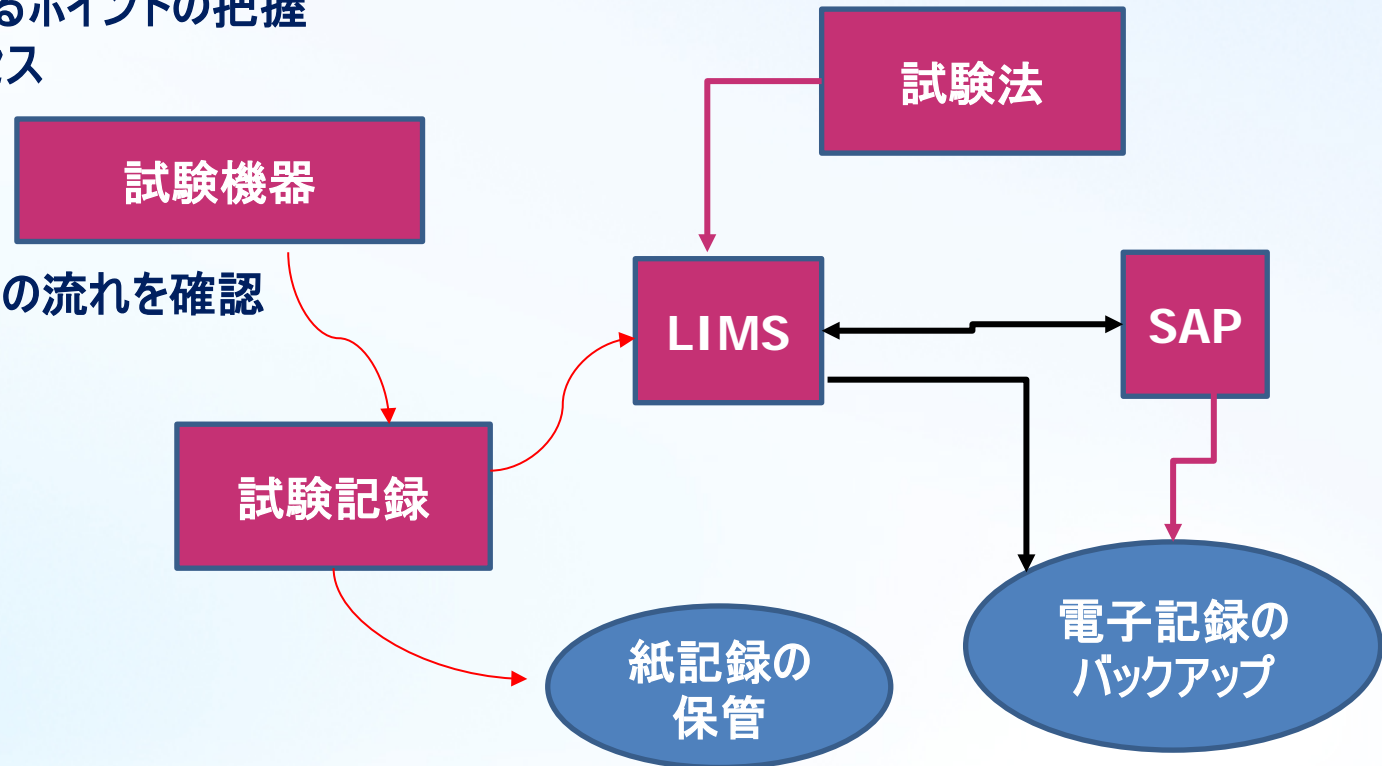 るポイントの把握
セス
試験法
試験機器
の流れを確認
LIMS
SAP
試験記録
電子記録の
バックアップ
紙記録の
保管